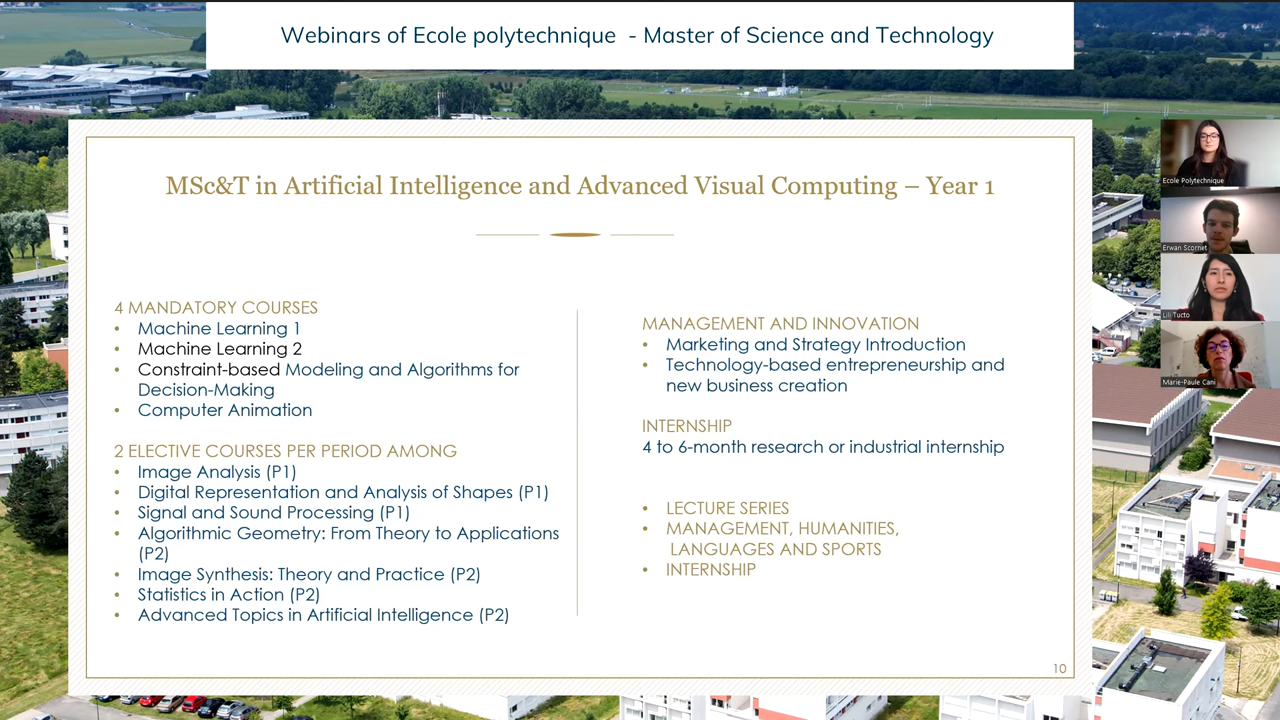 Webinars of Ecole polytechnique - Master of Science and Technology
MSc&T in Artificial Intelligence and Advanced Visual Computing – Year 1
4 MANDATORY COURSES
• Machine Learning 1
• Machine Learning 2
• Constraint-based Modeling and Algorithms for
Decision-Making
• Computer Animation
2 ELECTIVE COURSES PER PERIOD AMONG
• Image Analysis (P1)
• Digital Representation and Analysis of Shapes (P1)
• Signal and Sound Processing (P1)
• Algorithmic Geometry: From Theory to Applications
(P2)
• Image Synthesis: Theory and Practice (P2)
• Statistics in Action (P2)
• Advanced Topics in Artificial Intelligence (P2)
MANAGEMENT AND INNOVATION
• Marketing and Strategy Introduction
• Technology-based entrepreneurship and
new business creation
INTERNSHIP
4 to 6-month research or industrial internship
• LECTURE SERIES
• MANAGEMENT, HUMANITIES,
LANGUAGES AND SPORTS
• INTERNSHIP
10
Ecole Polytechnique
Erwan Scornet
Lili Tucto
Marie-Paule Cani